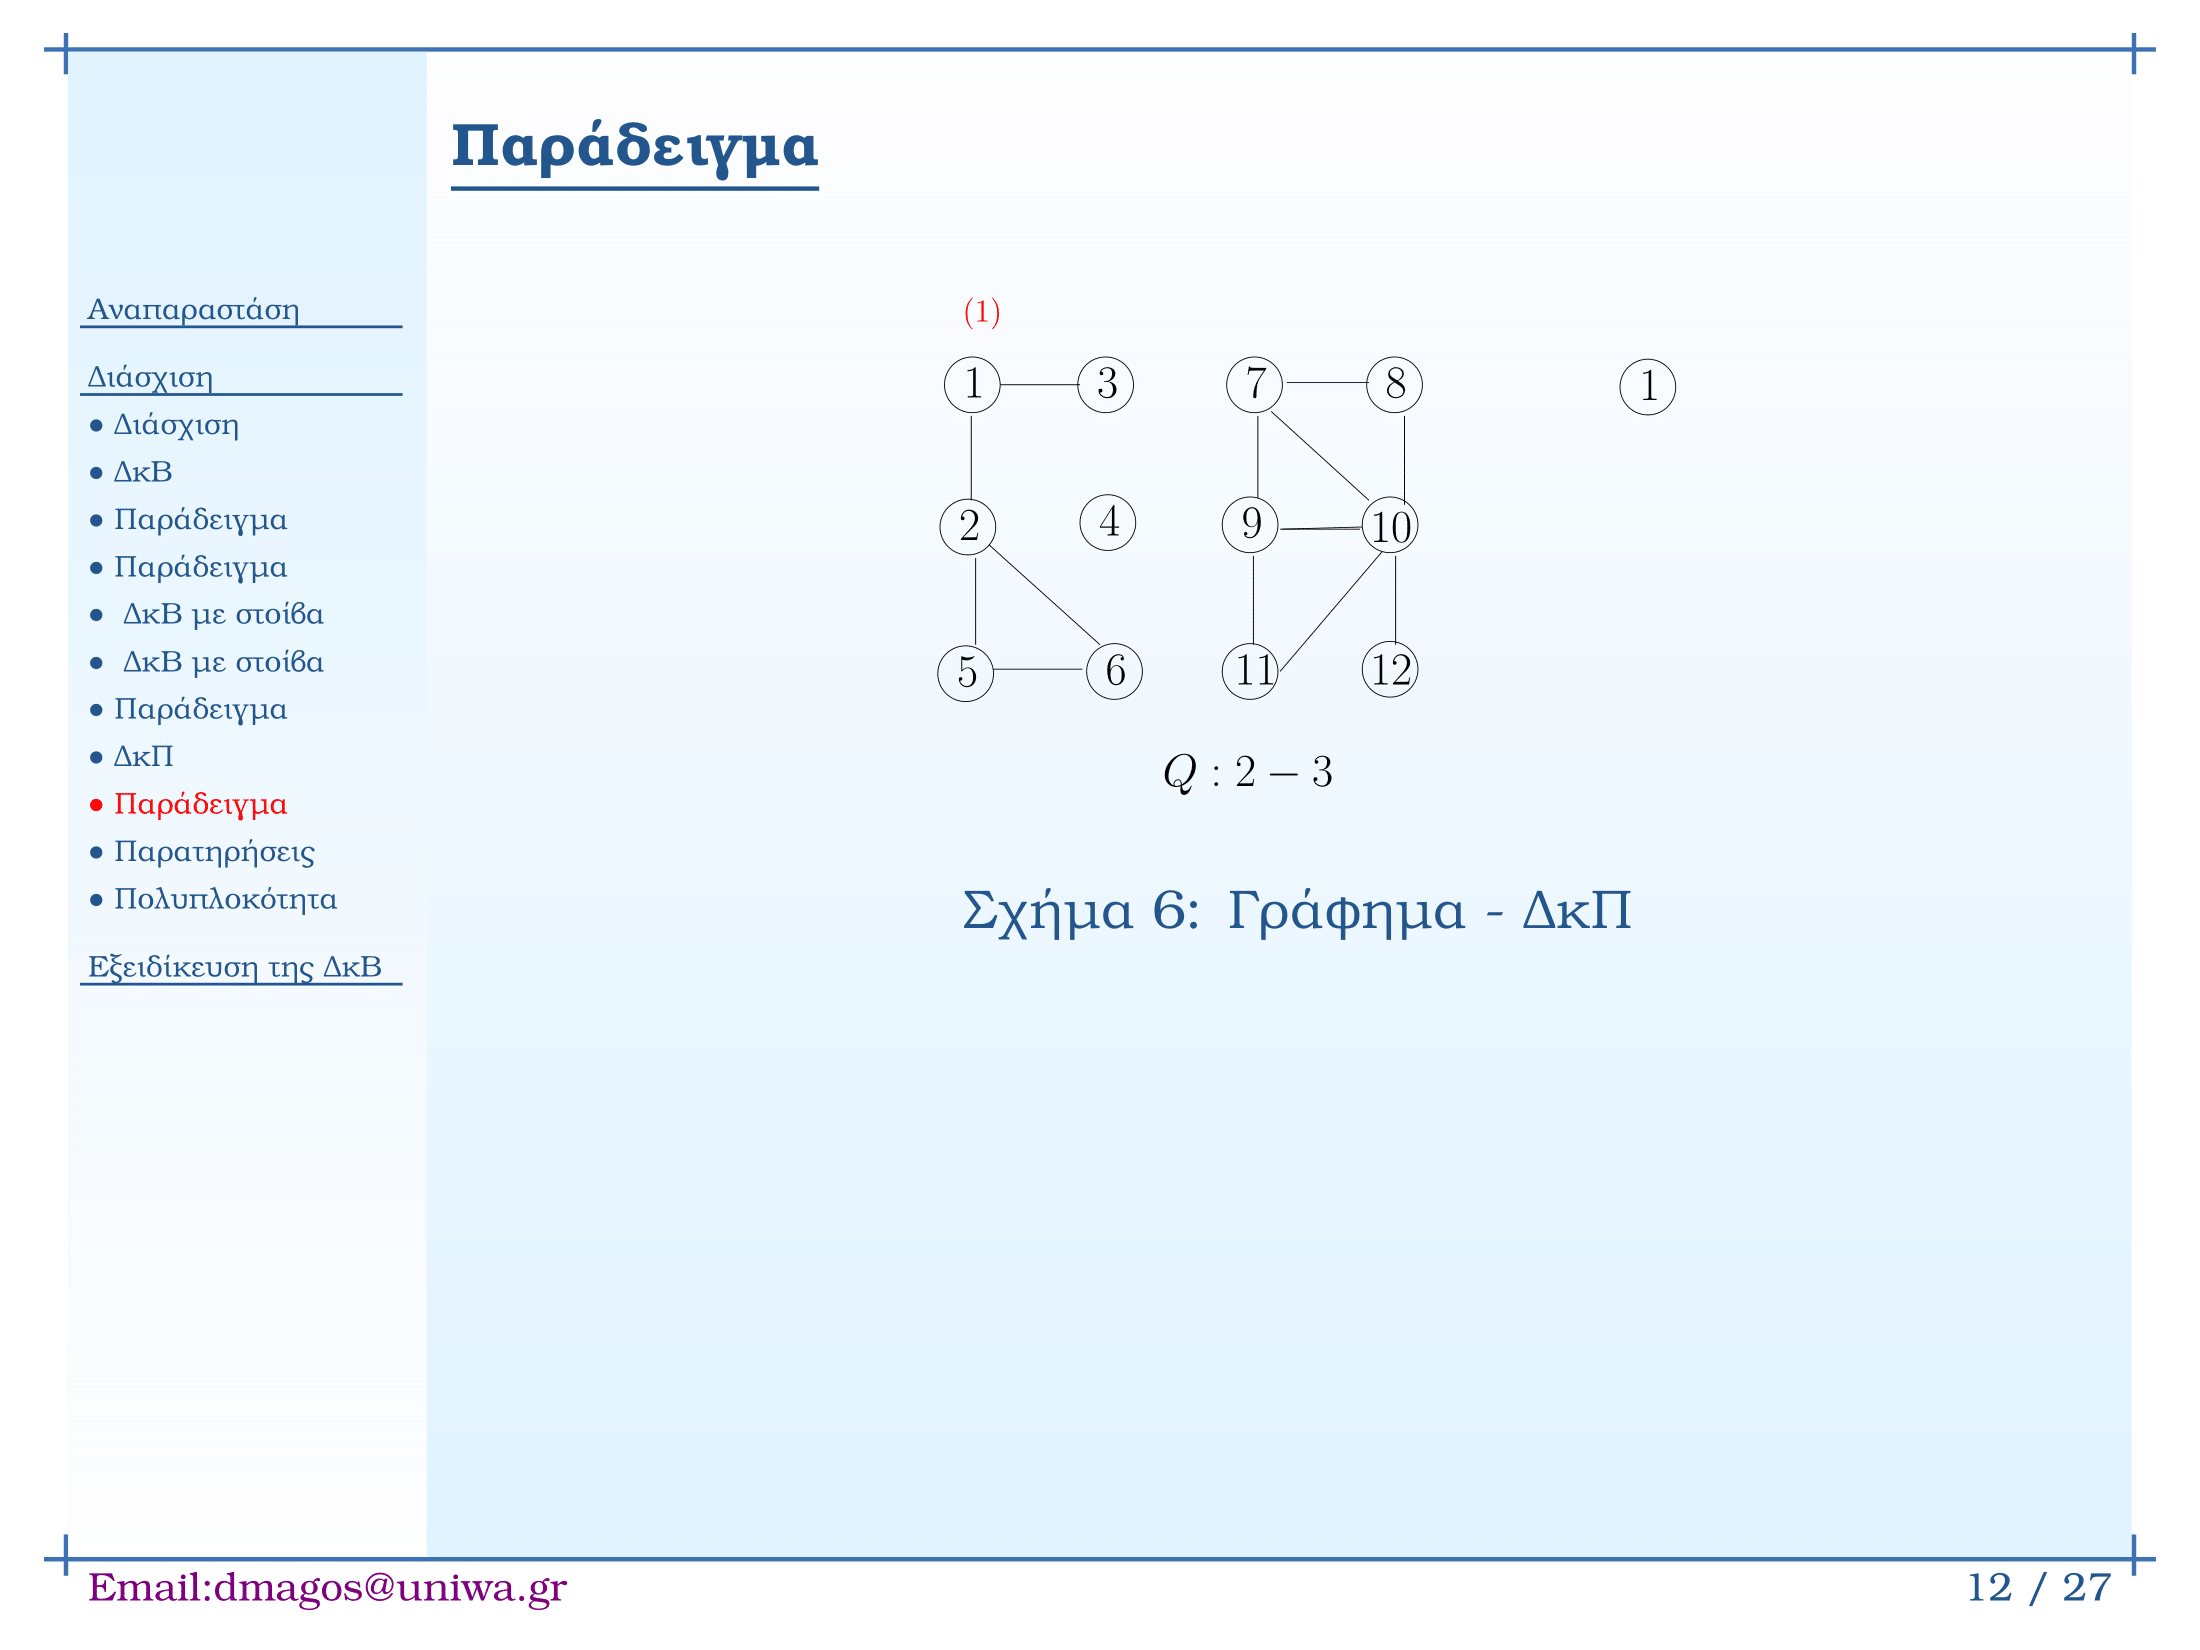 Παράδειγμα
Αναπαραστάση
Διάσχιση
● Διάσχιση
● ΔκΒ
● Παράδειγμα
● Παράδειγμα
● ΔκΒ με στοίβα
● ΔκΒ με στοίβα
● Παράδειγμα
● ΔκΠ
● Παράδειγμα
● Παρατηρήσεις
● Πολυπλοκότητα
Εξειδίκευση της ΔκΒ
(1)
1 3 7 8 1
2 4 9 10
5 6 11 12
Q : 2 − 3
Σχήμα 6: Γράφημα - ΔκΠ
Email:dmagos@uniwa.gr
12 / 27